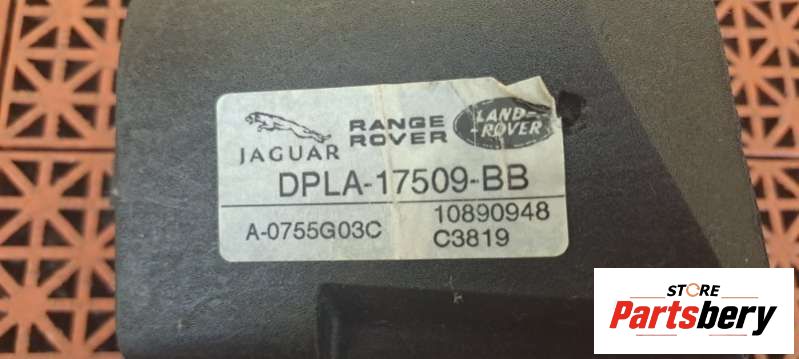 JAGUAR
RANGE
ROVER
LAND-
ROVER
DPLA-17509-BB
A-0755G03C
10890948
C3819
STORE
Partsbery